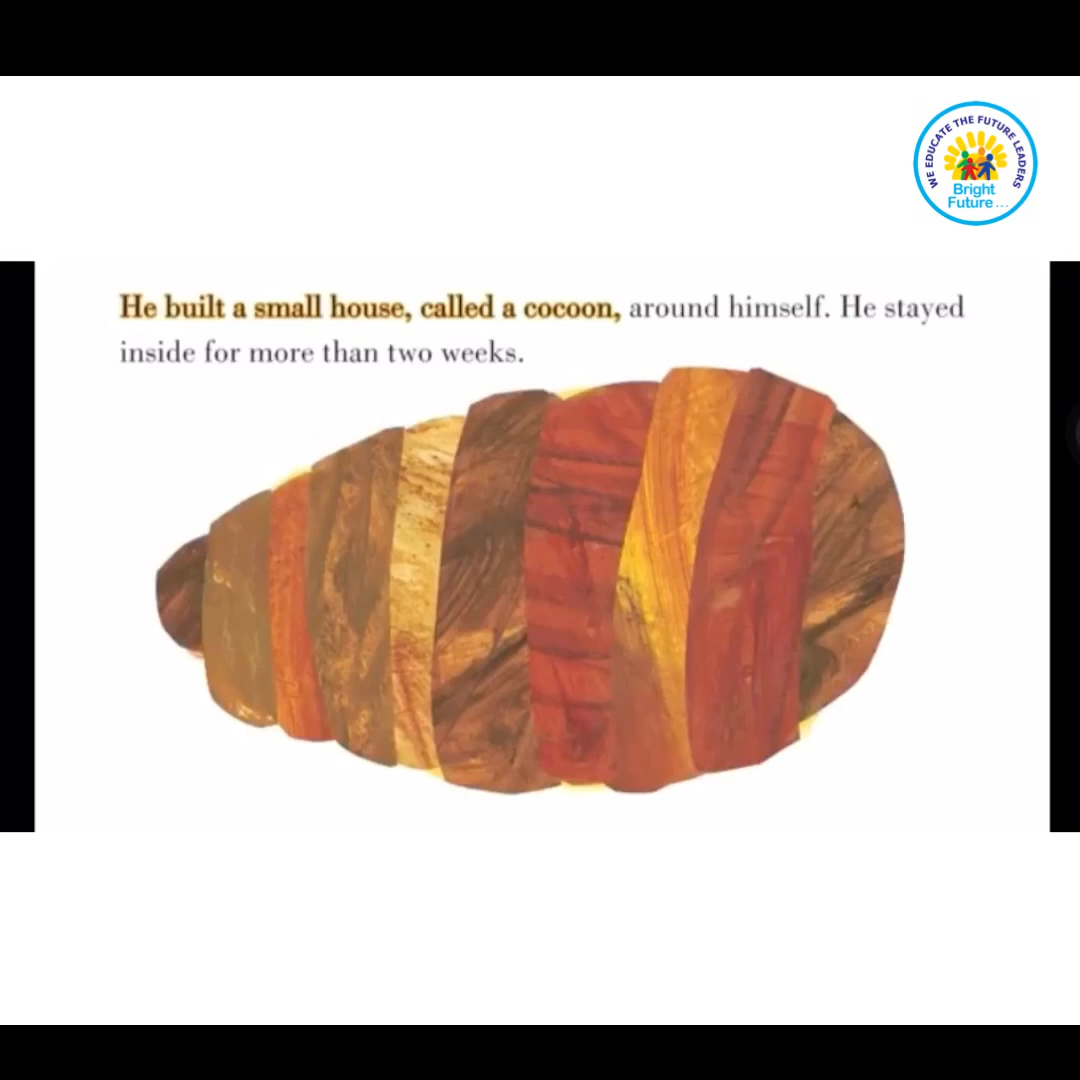 WE EDUCATE THE FUTURE LEADERS
Bright
Future...
He built a small house, called a cocoon, around himself. He stayed
inside for more than two weeks.